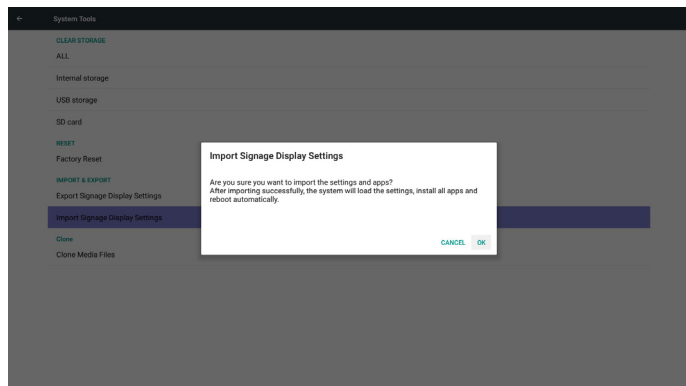 System Tools
CLEAR STORAGE
ALL
Internal storage
USB storage
SD card
RESET
Factory Reset
IMPORT & EXPORT
Export Signage Display Settings
Import Signage Display Settings
Clone
Clone Media Files
Import Signage Display Settings
Are you sure you want to import the settings and apps?
After importing successfully, the system will load the settings, install all apps and
reboot automatically.
CANCEL OK